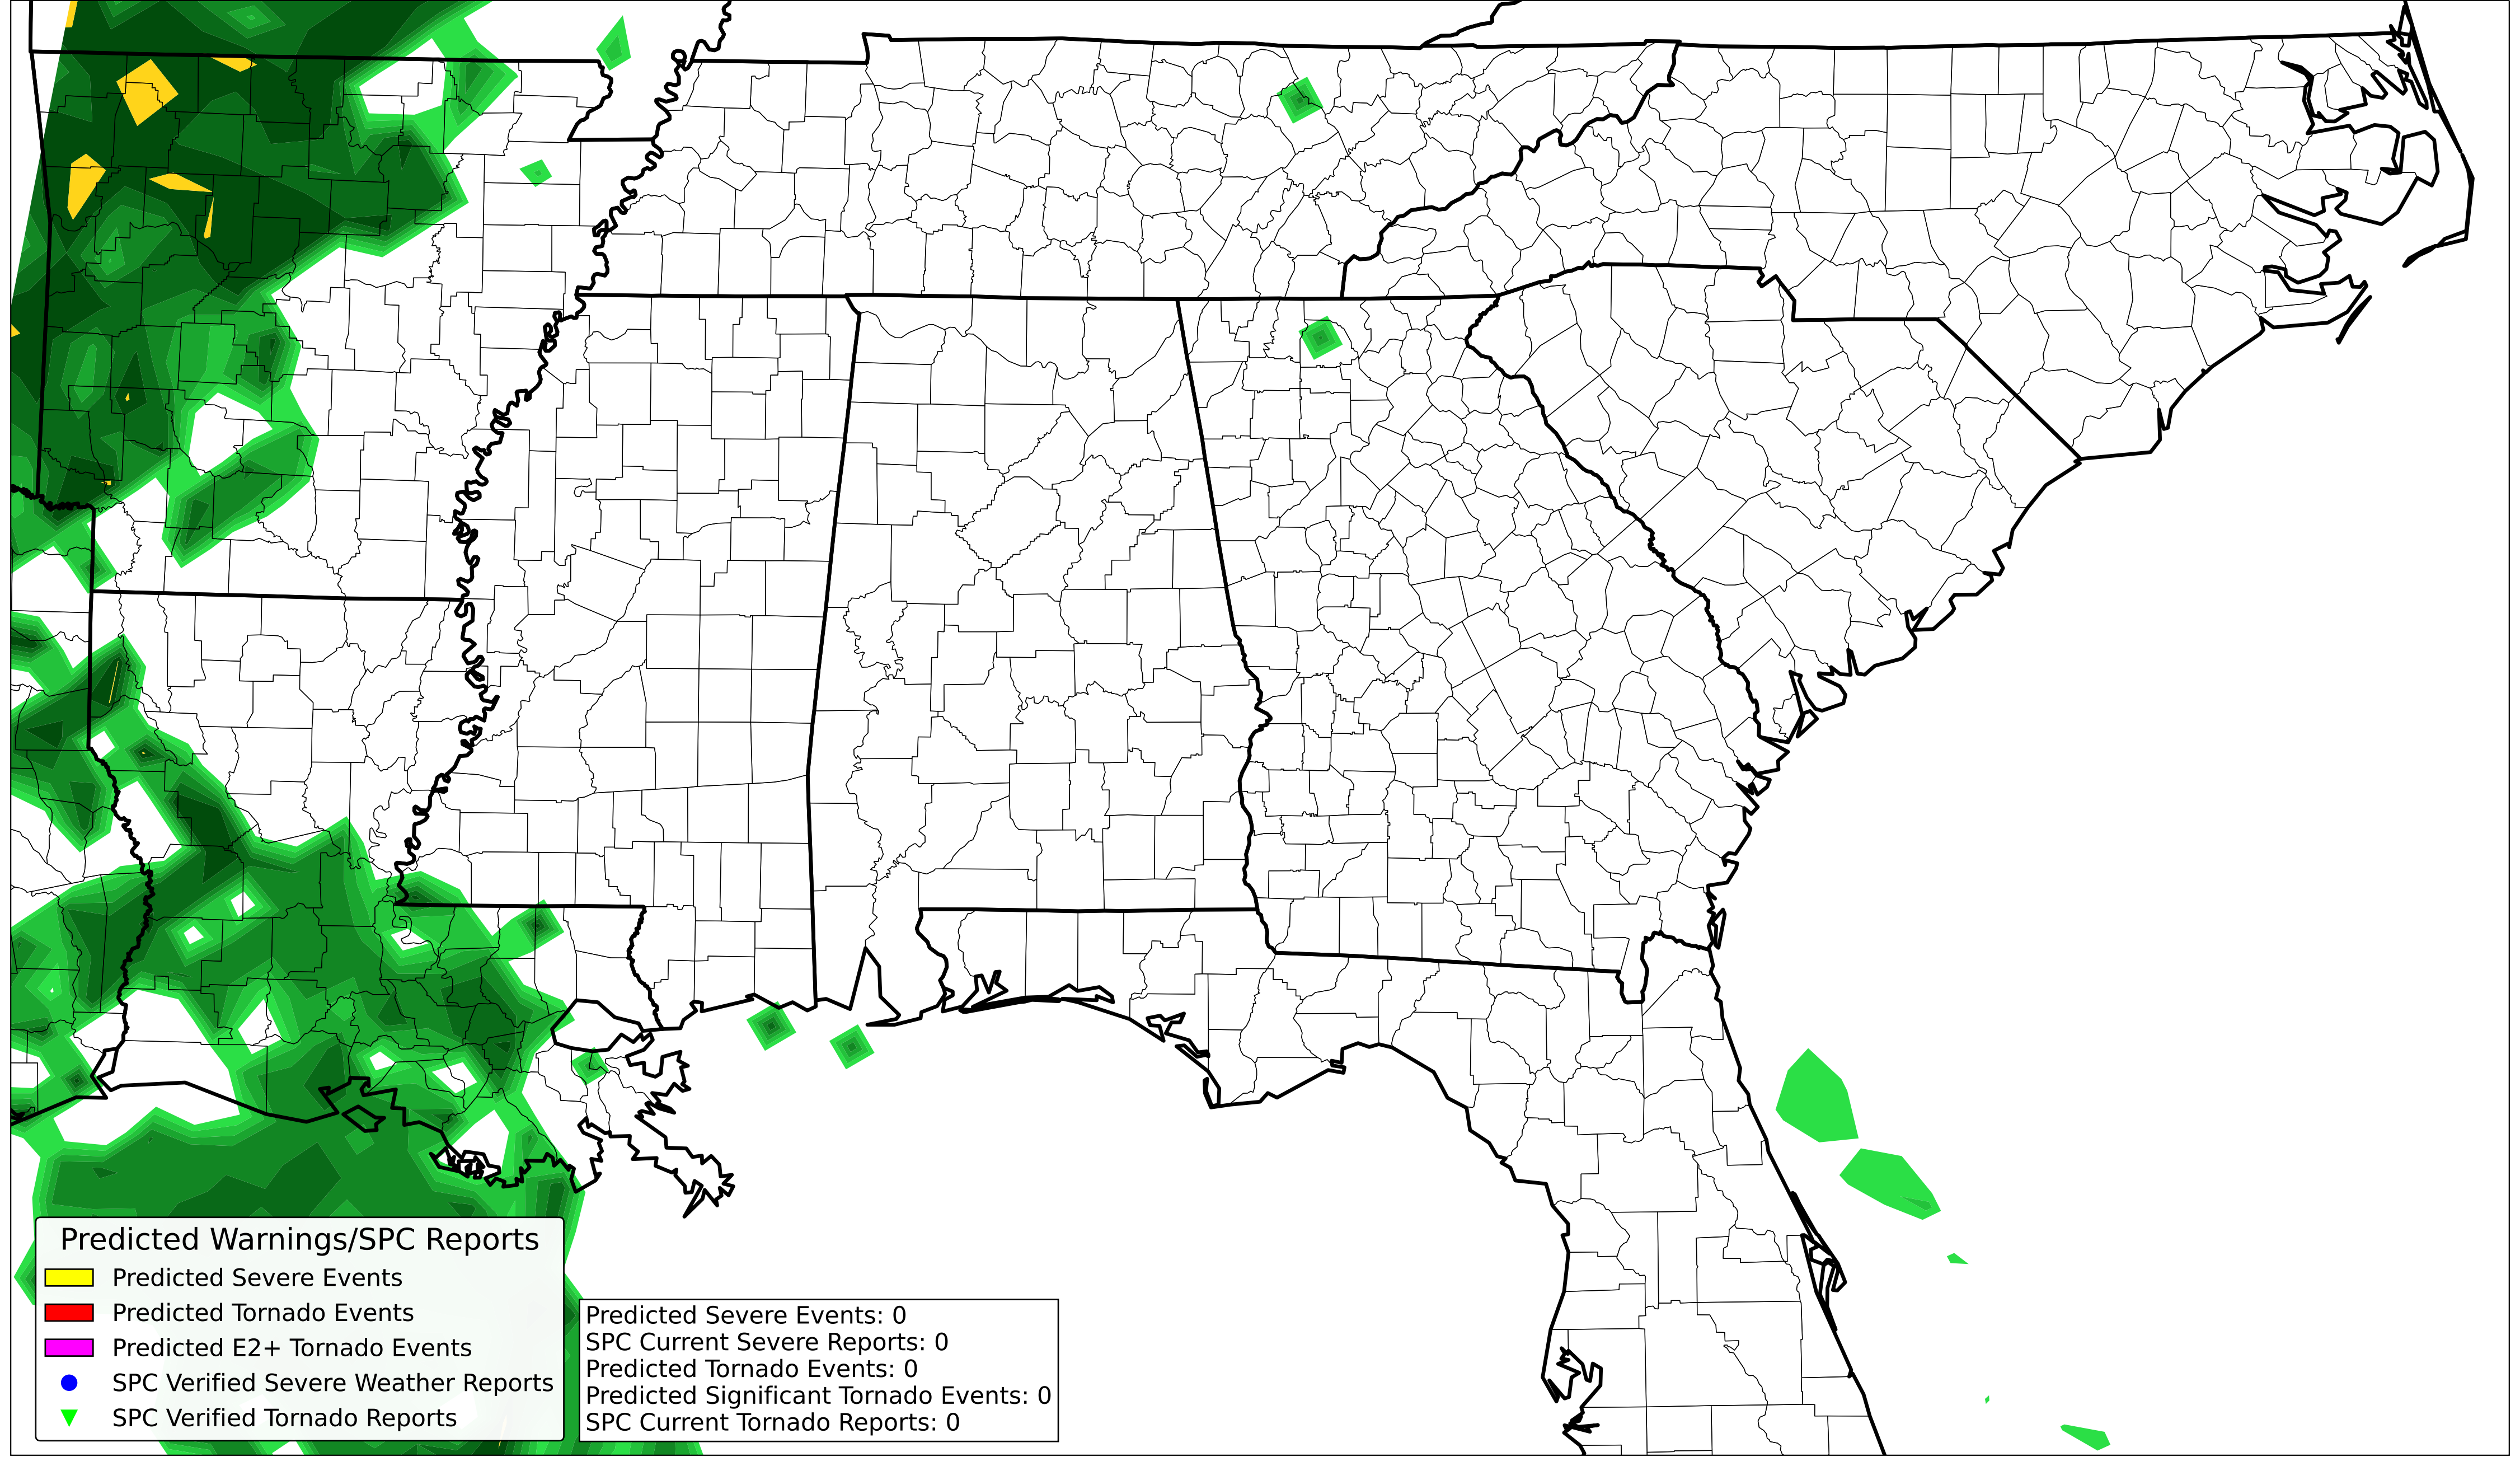 Predicted Warnings/SPC Reports
Predicted Severe Events
Predicted Tornado Events
Predicted E2+ Tornado Events
SPC Verified Severe Weather Reports
SPC Verified Tornado Reports
Predicted Severe Events: 0
SPC Current Severe Reports: 0
Predicted Tornado Events: 0
Predicted Significant Tornado Events: 0
SPC Current Tornado Reports: 0